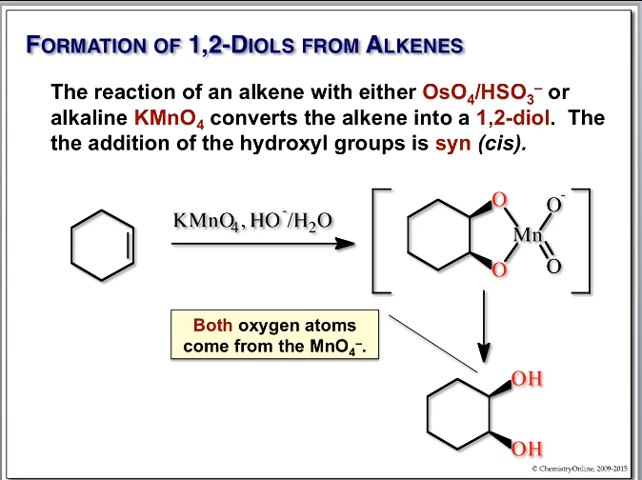 FORMATION OF 1,2-DIOLS FROM ALKENES
The reaction of an alkene with either OsO₄/HSO₃⁻ or
alkaline KMnO₄ converts the alkene into a 1,2-diol. The
the addition of the hydroxyl groups is syn (cis).
KMnO₄, HO⁻/H₂O
O O⁻
Mn
O O
Both oxygen atoms
come from the MnO₄⁻.
OH
OH
© ChemistryOnline, 2009-2015